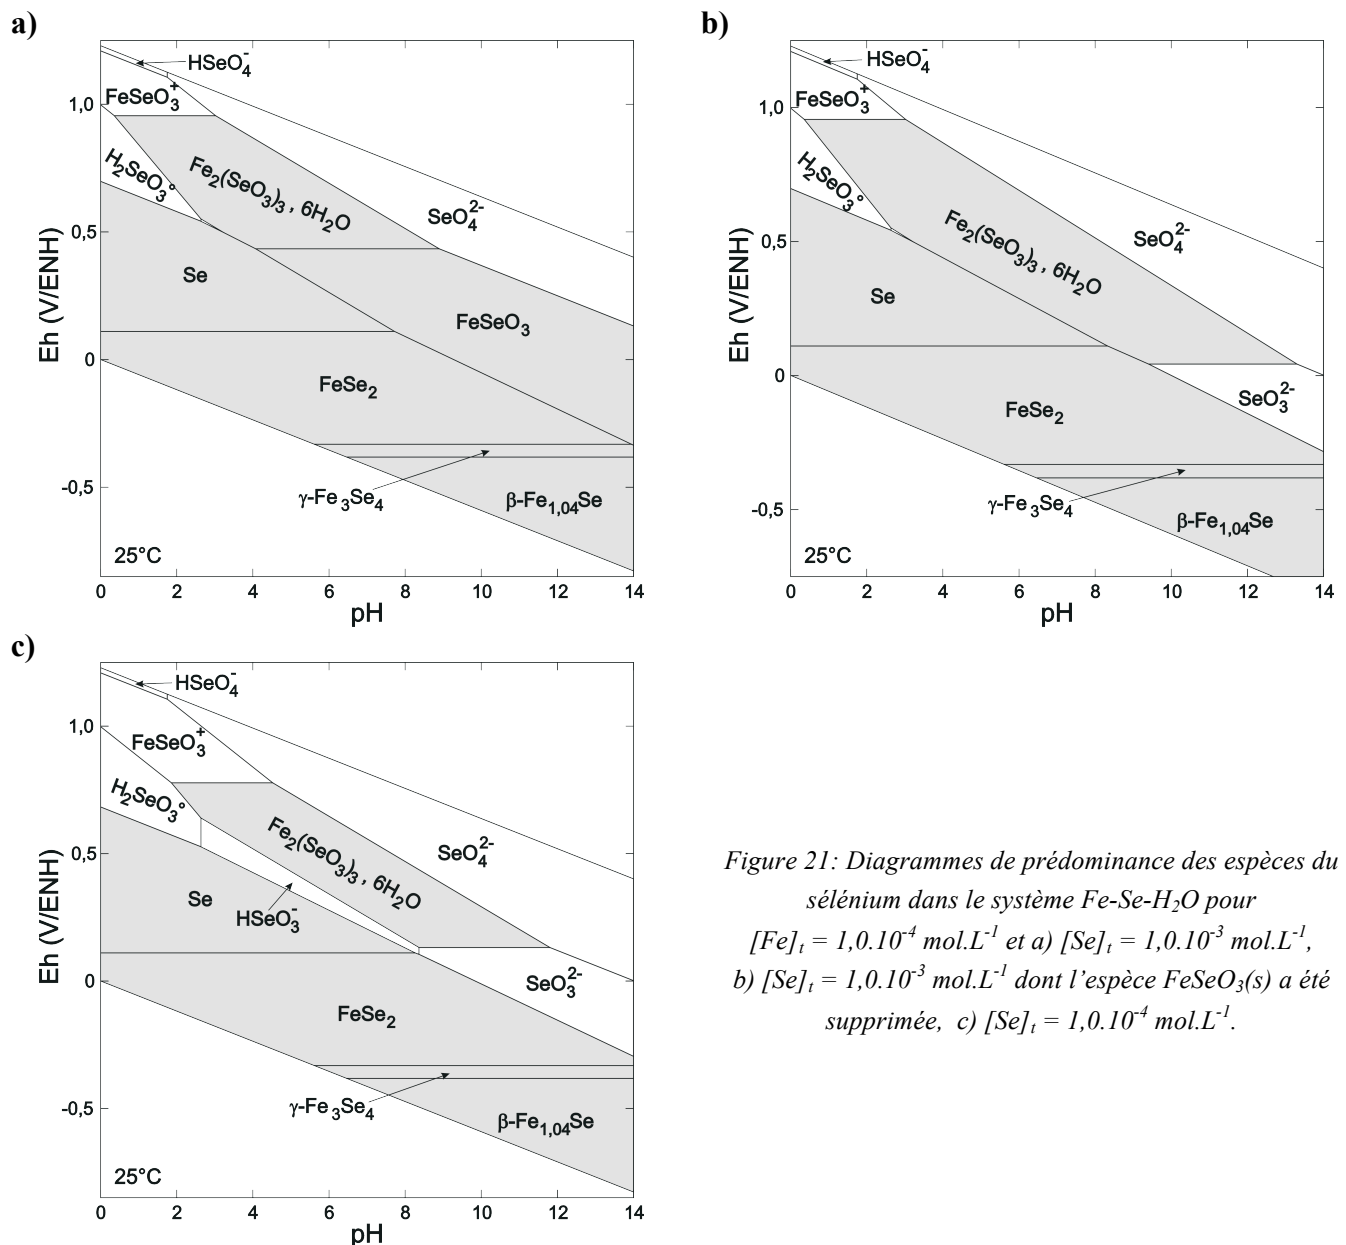 a)
HSeO₄⁻
FeSeO₃⁺
1,0
H₂SeO₃°
Fe₂(SeO₃)₃ , 6H₂O
SeO₄²⁻
0,5
Se
FeSeO₃
Eh (V/ENH)
0
FeSe₂
γ-Fe₃Se₄
β-Fe₁,₀₄Se
-0,5
25°C
0 2 4 6 8 10 12 14
pH
b)
HSeO₄⁻
FeSeO₃⁺
1,0
H₂SeO₃°
Fe₂(SeO₃)₃ , 6H₂O
SeO₄²⁻
0,5
Se
Eh (V/ENH)
0
FeSe₂
SeO₃²⁻
γ-Fe₃Se₄
β-Fe₁,₀₄Se
-0,5
25°C
0 2 4 6 8 10 12 14
pH
c)
HSeO₄⁻
FeSeO₃⁺
1,0
H₂SeO₃°
Fe₂(SeO₃)₃ , 6H₂O
SeO₄²⁻
0,5
Se
HSeO₃⁻
Eh (V/ENH)
0
SeO₃²⁻
FeSe₂
γ-Fe₃Se₄
β-Fe₁,₀₄Se
-0,5
25°C
0 2 4 6 8 10 12 14
pH
Figure 21: Diagrammes de prédominance des espèces du
sélénium dans le système Fe-Se-H₂O pour
[Fe]ₜ = 1,0.10⁻⁴ mol.L⁻¹ et a) [Se]ₜ = 1,0.10⁻³ mol.L⁻¹,
b) [Se]ₜ = 1,0.10⁻³ mol.L⁻¹ dont l'espèce FeSeO₃(s) a été
supprimée, c) [Se]ₜ = 1,0.10⁻⁴ mol.L⁻¹.